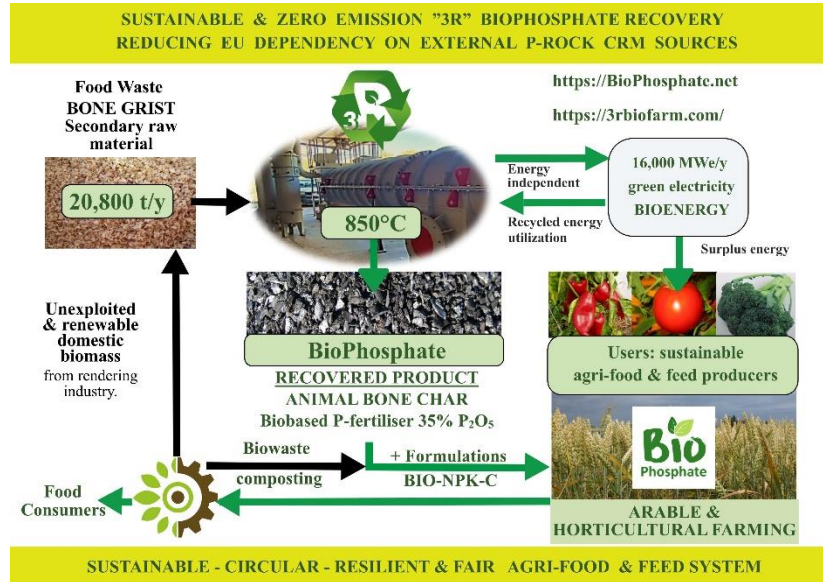 SUSTAINABLE & ZERO EMISSION ”3R” BIOPHOSPHATE RECOVERY
REDUCING EU DEPENDENCY ON EXTERNAL P-ROCK CRM SOURCES
Food Waste
BONE GRIST
Secondary raw
material
20,800 t/y
3R
850°C
https://BioPhosphate.net
https://3rbiofarm.com/
Energy
independent
Recycled energy
utilization
16,000 MWe/y
green electricity
BIOENERGY
Surplus energy
Unexploited
& renewable
domestic
biomass
from rendering
industry.
BioPhosphate
RECOVERED PRODUCT
ANIMAL BONE CHAR
Biobased P-fertiliser 35% P₂O₅
Users: sustainable
agri-food & feed producers
Biowaste
composting
+ Formulations
BIO-NPK-C
Bio
Phosphate
Food
Consumers
ARABLE &
HORTICULTURAL FARMING
SUSTAINABLE - CIRCULAR - RESILIENT & FAIR AGRI-FOOD & FEED SYSTEM